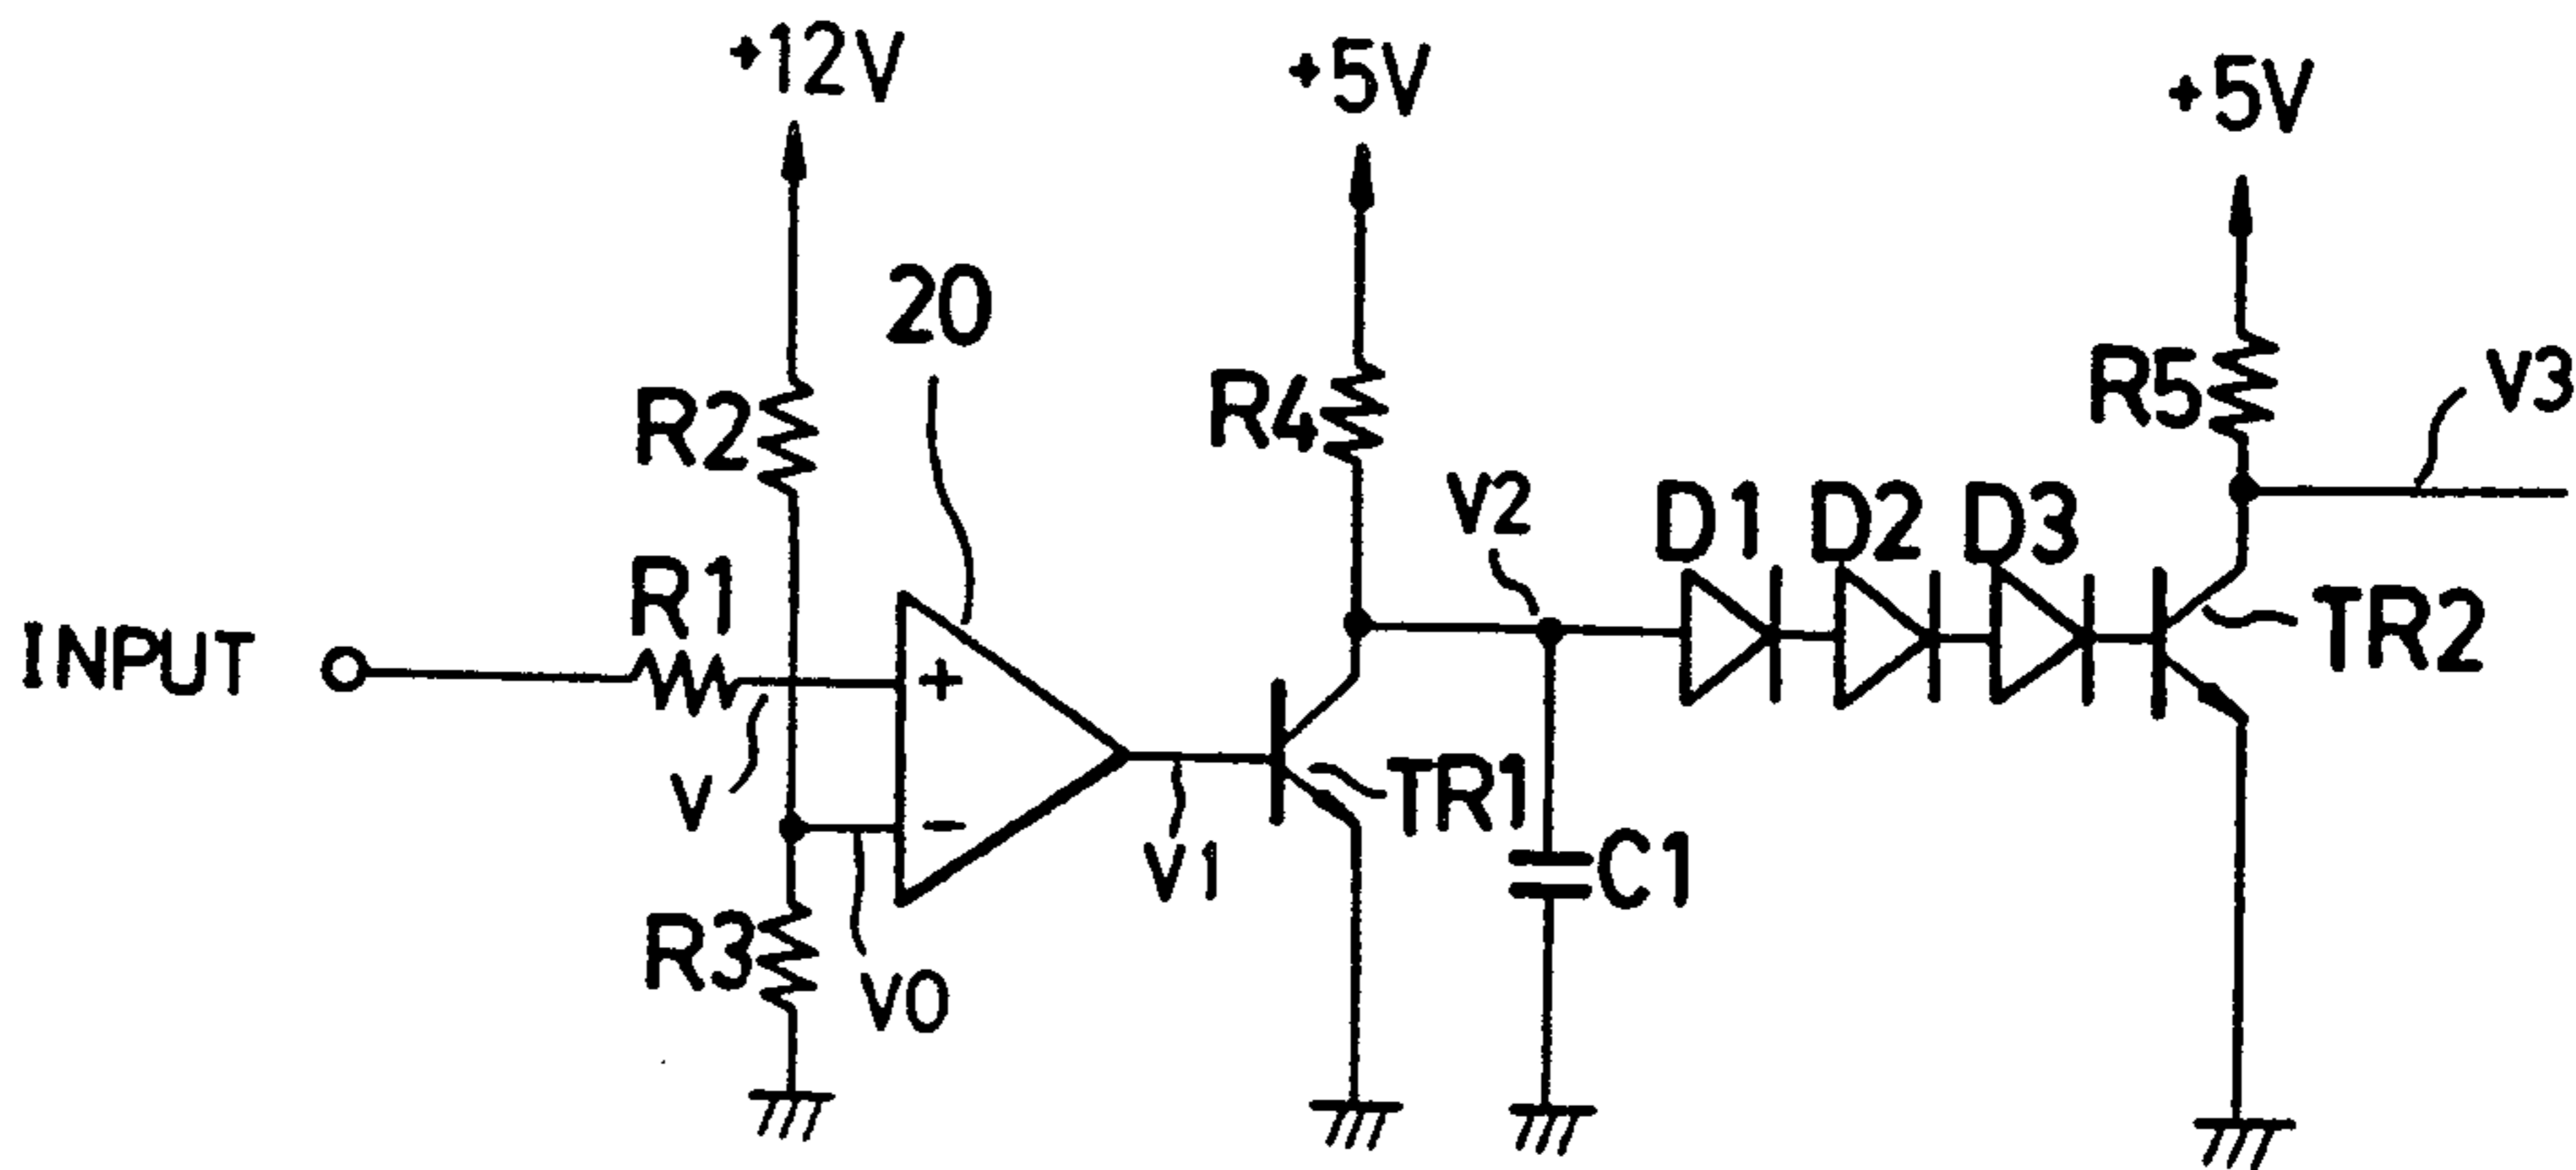 +12V
+5V
+5V
20
R2
R4
R5
V3
V2
D1 D2 D3
R1
INPUT
+
TR2
V
TR1
-
V1
C1
R3
V0